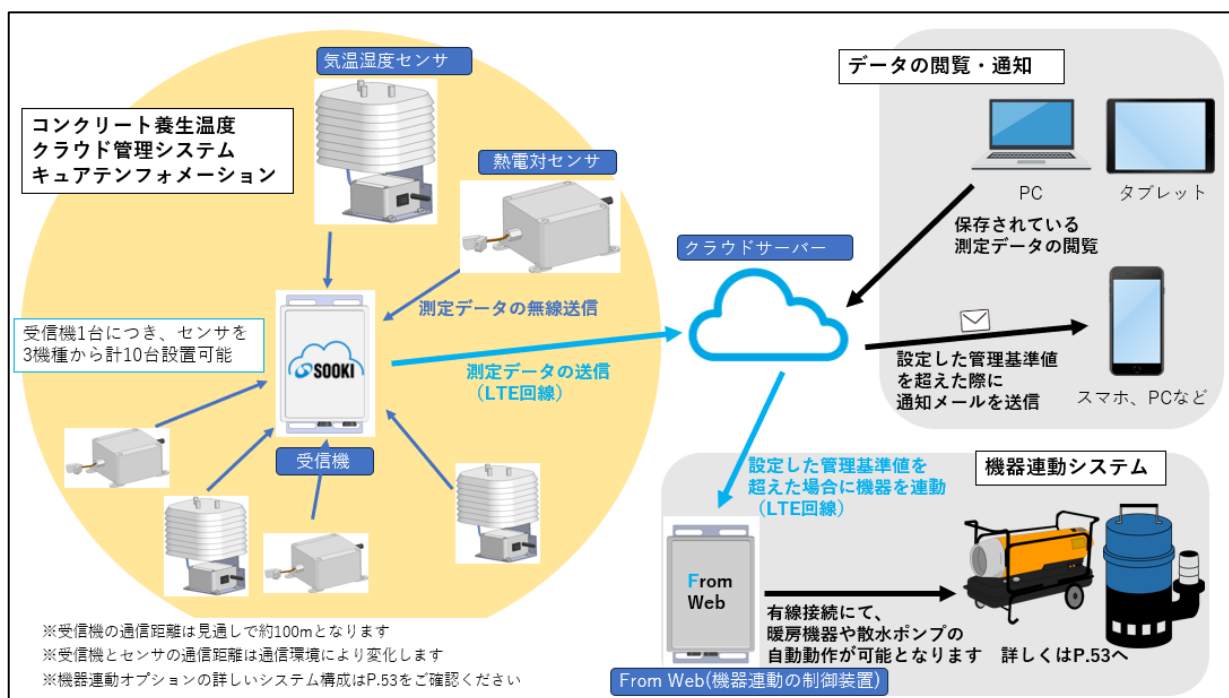 気温湿度センサ
コンクリート養生温度
クラウド管理システム
キュアテンフォメーション
熱電対センサ
測定データの無線送信
受信機1台につき、センサを
3機種から計10台設置可能
SOOKI
測定データの送信
（LTE回線）
受信機
クラウドサーバー
データの閲覧・通知
PC
タブレット
保存されている
測定データの閲覧
設定した管理基準値
を超えた際に
通知メールを送信
スマホ、PCなど
設定した管理基準値を
超えた場合に機器を連動
（LTE回線）
機器連動システム
From
Web
有線接続にて、
暖房機器や散水ポンプの
自動動作が可能となります 詳しくはP.53へ
From Web(機器連動の制御装置)
※受信機の通信距離は見通しで約100mとなります
※受信機とセンサの通信距離は通信環境により変化します
※機器連動オプションの詳しいシステム構成はP.53をご確認ください